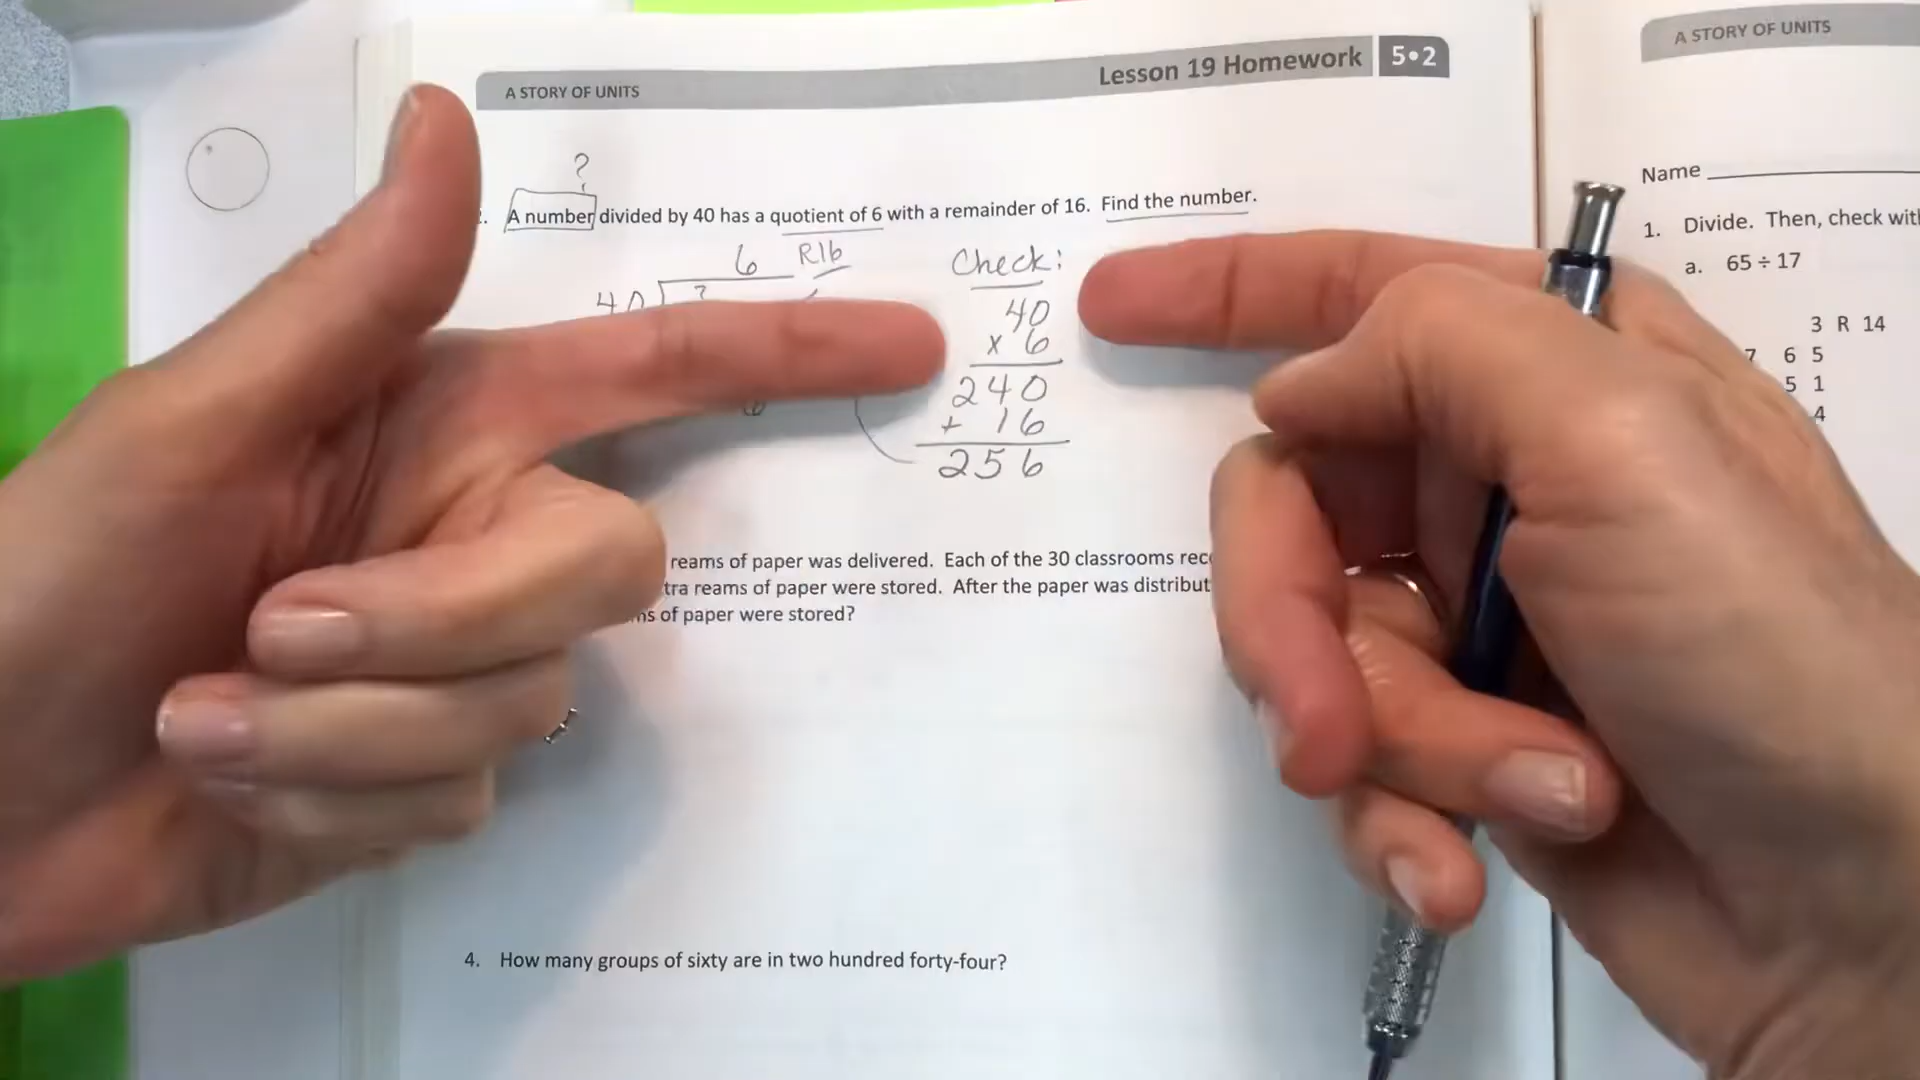 A STORY OF UNITS
Lesson 19 Homework 5•2
?
A number divided by 40 has a quotient of 6 with a remainder of 16. Find the number.
6 R16
40 ?
Check:
40
x 6
240
+ 16
256
reams of paper was delivered. Each of the 30 classrooms
reams of paper were stored. After the paper was
of paper were stored?
4. How many groups of sixty are in two hundred forty-four?
A STORY OF UNITS
Name
1. Divide. Then, check
a. 65 ÷ 17
3 R 14
7 6 5
5 1
4